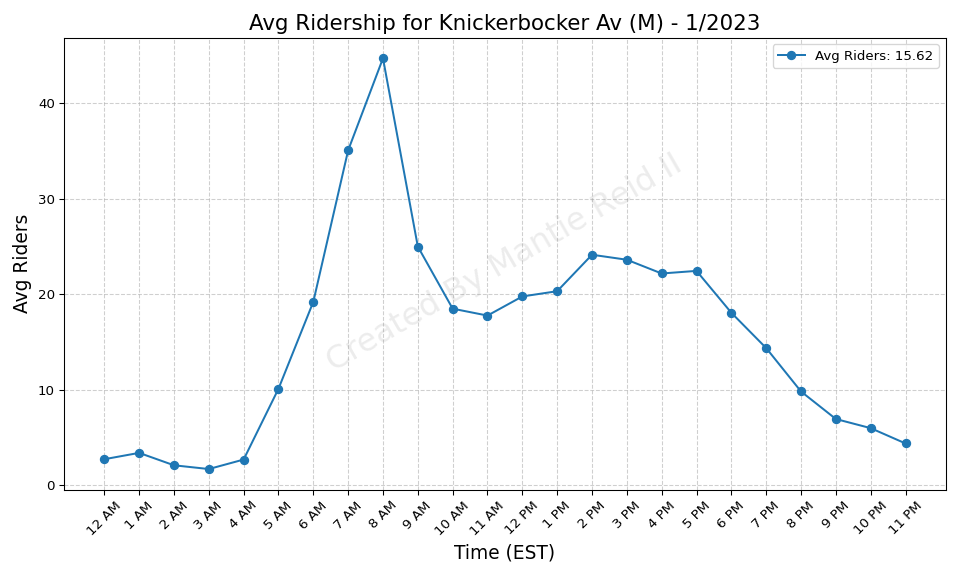 Avg Ridership for Knickerbocker Av (M) - 1/2023
Avg Riders: 15.62
Avg Riders
40
30
20
10
0
Created By Mantie Reid II
12 AM
1 AM
2 AM
3 AM
4 AM
5 AM
6 AM
7 AM
8 AM
9 AM
10 AM
11 AM
12 PM
1 PM
2 PM
3 PM
4 PM
5 PM
6 PM
7 PM
8 PM
9 PM
10 PM
11 PM
Time (EST)